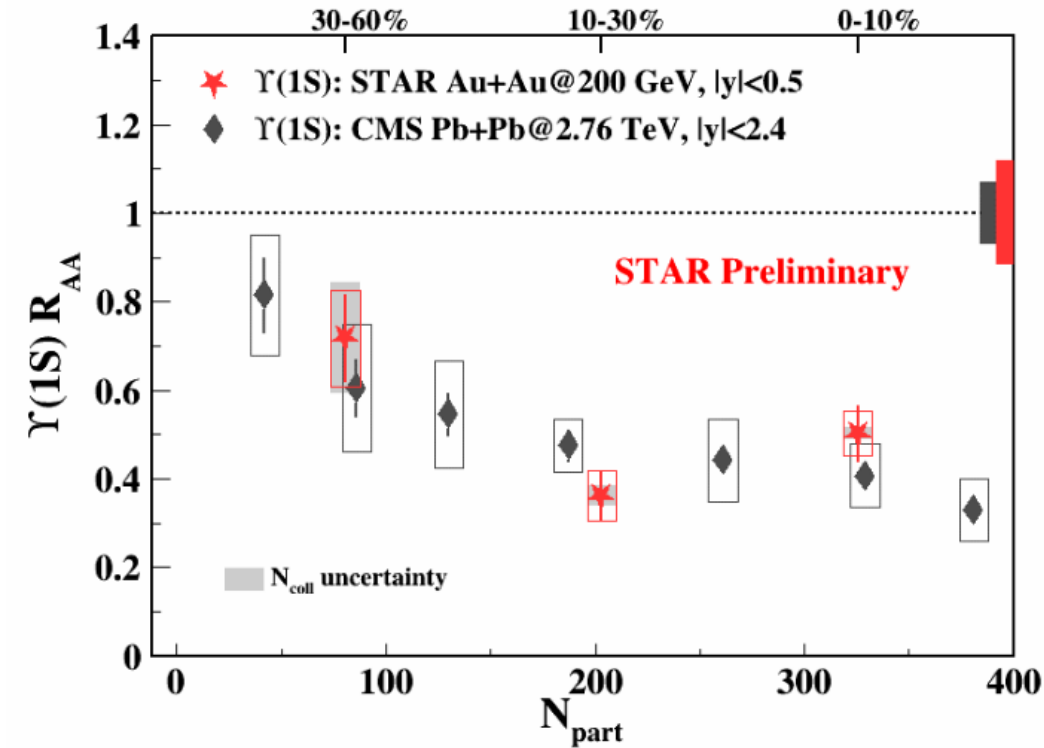 30-60% 10-30% 0-10%
1.4
1.2
1
0.8
0.6
0.4
0.2
0
ϒ(1S) R_AA
ϒ(1S): STAR Au+Au@200 GeV, |y|<0.5
ϒ(1S): CMS Pb+Pb@2.76 TeV, |y|<2.4
STAR Preliminary
N_coll uncertainty
0 100 200 300 400
N_part